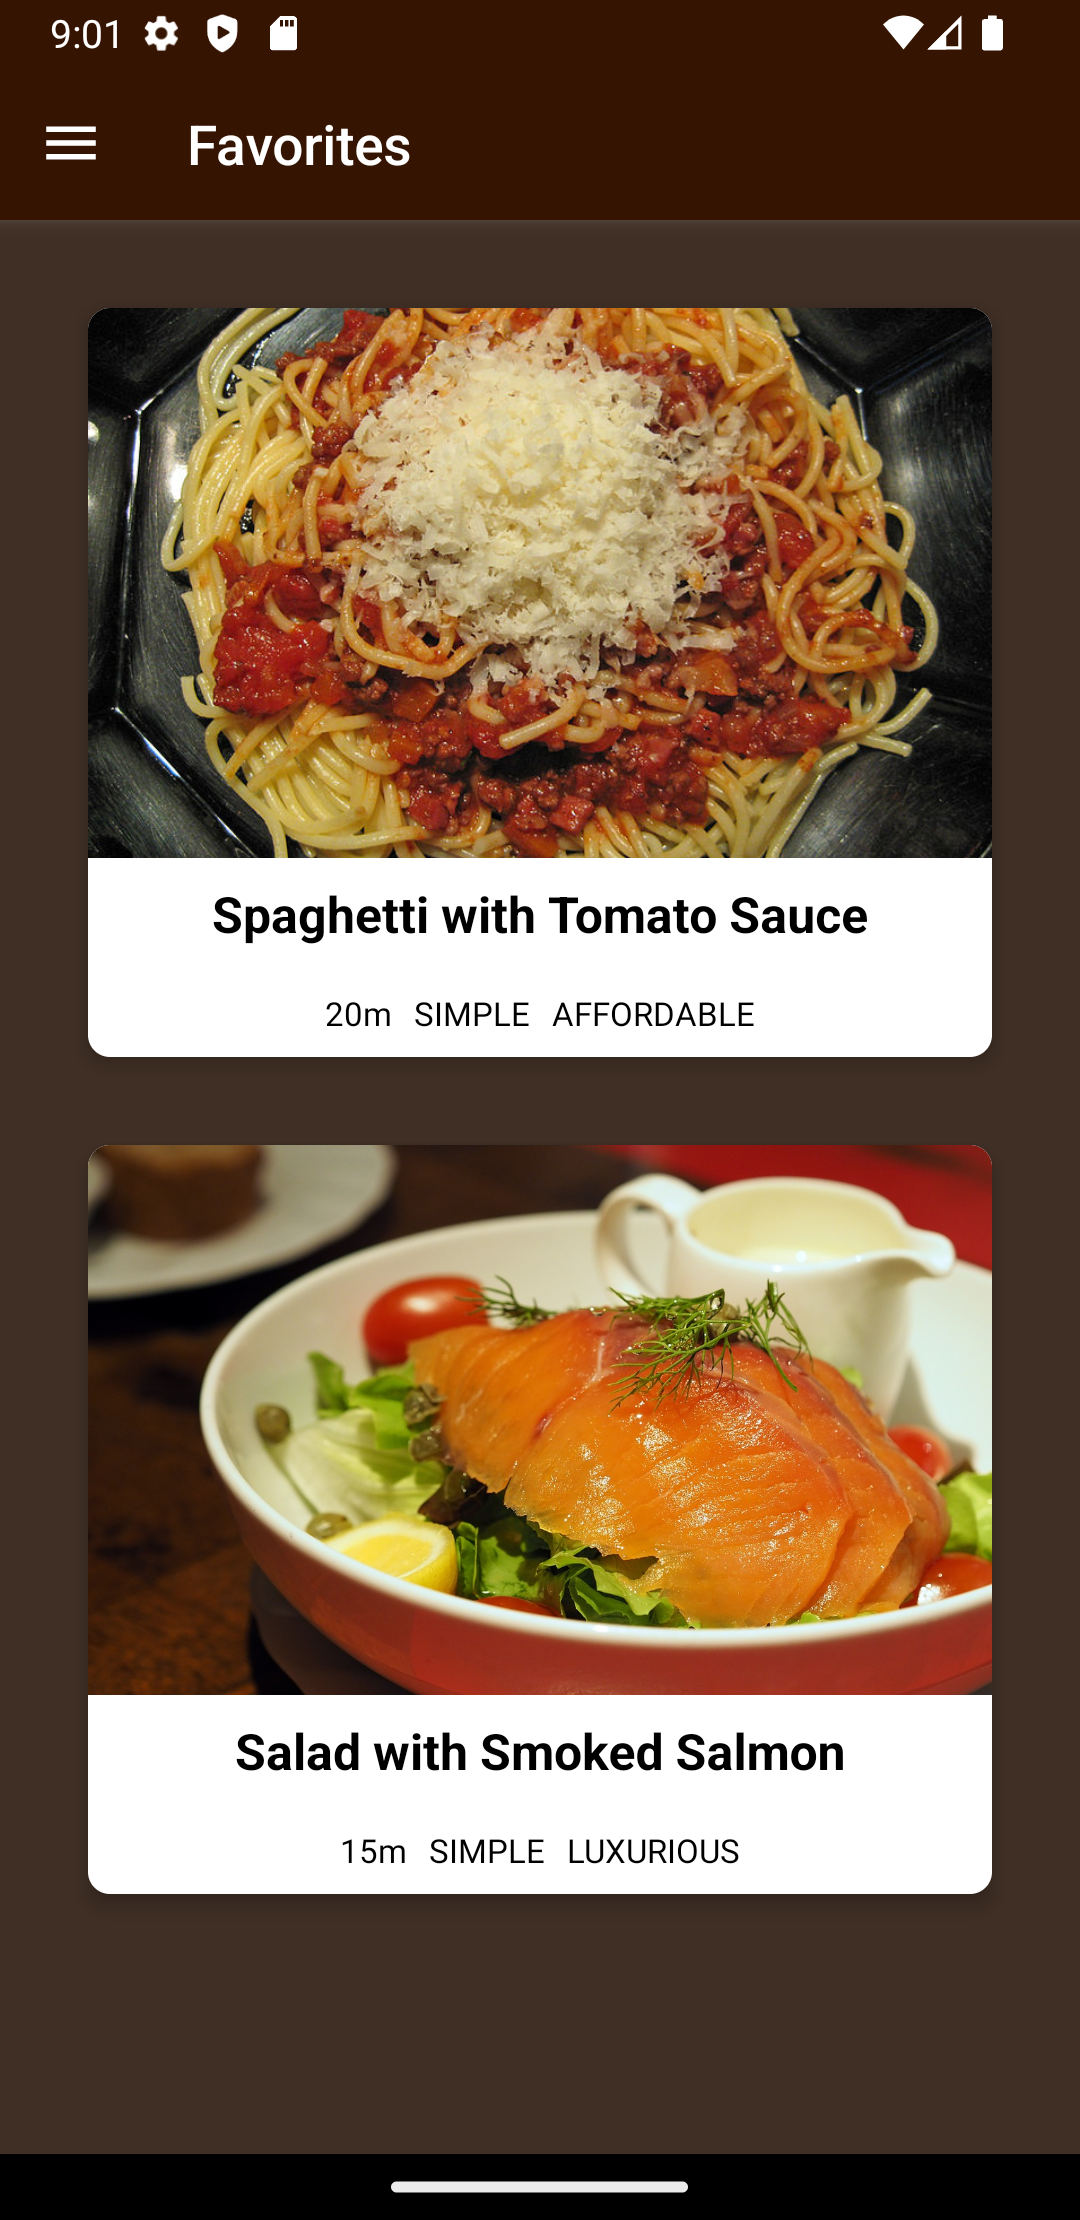 9:01
Favorites
Spaghetti with Tomato Sauce
20m SIMPLE AFFORDABLE
Salad with Smoked Salmon
15m SIMPLE LUXURIOUS